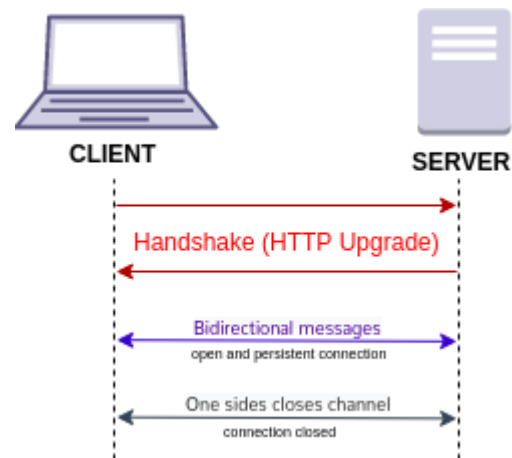 CLIENT
SERVER
Handshake (HTTP Upgrade)
Bidirectional messages
open and persistent connection
One sides closes channel
connection closed